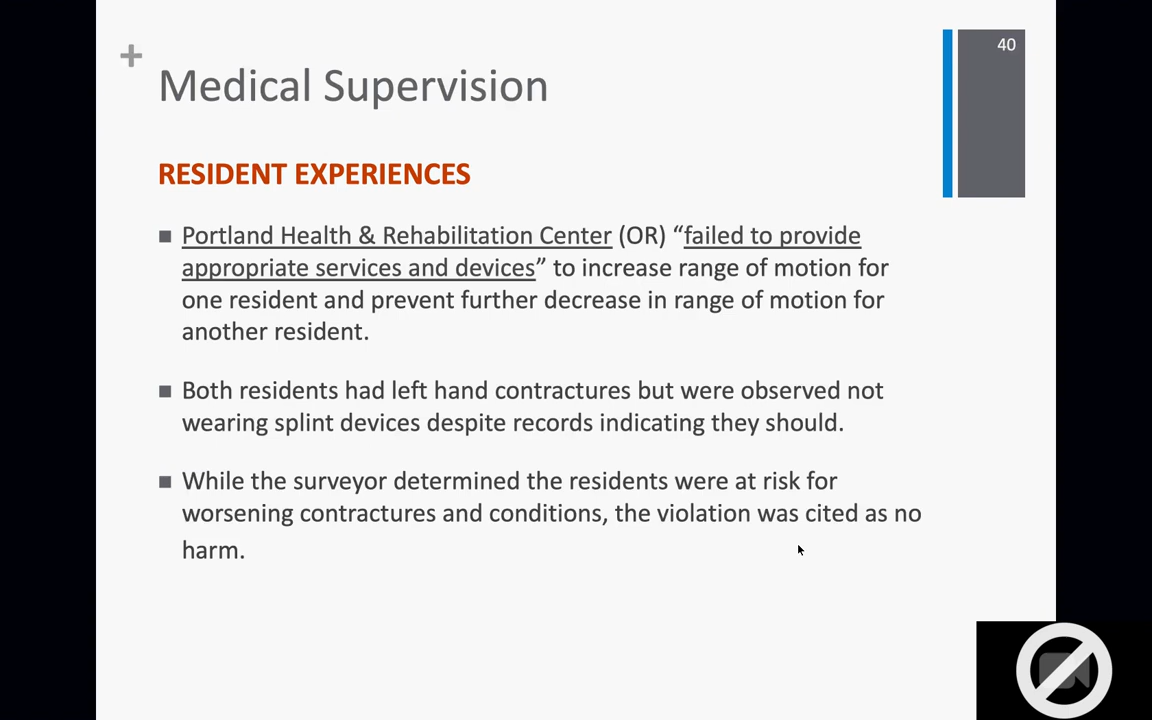 40
+
Medical Supervision
RESIDENT EXPERIENCES
■ Portland Health & Rehabilitation Center (OR) “failed to provide
appropriate services and devices” to increase range of motion for
one resident and prevent further decrease in range of motion for
another resident.
■ Both residents had left hand contractures but were observed not
wearing splint devices despite records indicating they should.
■ While the surveyor determined the residents were at risk for
worsening contractures and conditions, the violation was cited as no
harm.